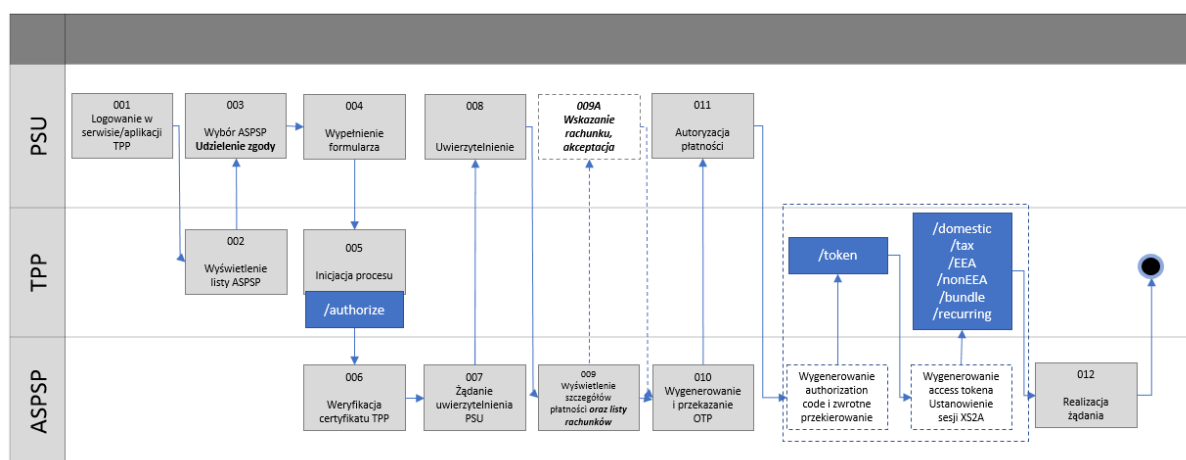 PSU
001
Logowanie w
serwisie/aplikacji
TPP
003
Wybór ASPSP
Udzielenie zgody
004
Wypełnienie
formularza
008
Uwierzytelnienie
009A
Wskazanie
rachunku,
akceptacja
011
Autoryzacja
płatności
TPP
002
Wyświetlenie
listy ASPSP
005
Inicjacja procesu
/authorize
/token
/domestic
/tax
/EEA
/nonEEA
/bundle
/recurring
ASPSP
006
Weryfikacja
certyfikatu TPP
007
Żądanie
uwierzytelnienia
PSU
009
Wyświetlenie
szczegółów
płatności oraz listy
rachunków
010
Wygenerowanie
i przekazanie
OTP
Wygenerowanie
authorization
code i zwrotne
przekierowanie
Wygenerowanie
access tokena
Ustanowienie
sesji XS2A
012
Realizacja
żądania